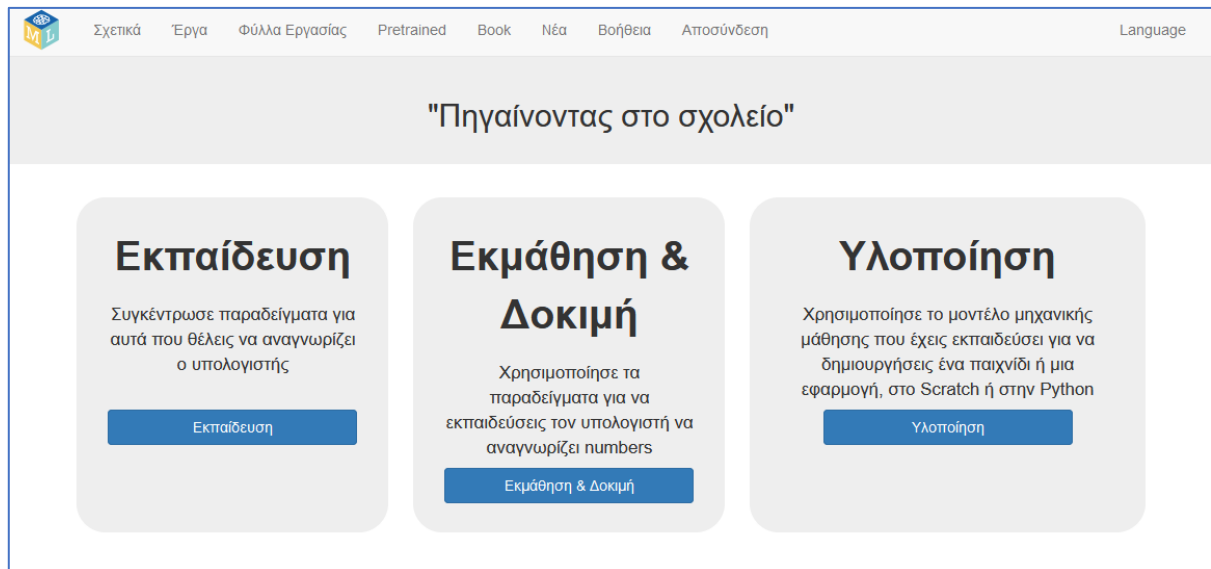 M L
Σχετικά Έργα Φύλλα Εργασίας Pretrained Book Νέα Βοήθεια Αποσύνδεση Language
"Πηγαίνοντας στο σχολείο"
Εκπαίδευση
Συγκέντρωσε παραδείγματα για
αυτά που θέλεις να αναγνωρίζει
ο υπολογιστής
Εκπαίδευση
Εκμάθηση &
Δοκιμή
Χρησιμοποίησε τα
παραδείγματα για να
εκπαιδεύσεις τον υπολογιστή να
αναγνωρίζει numbers
Εκμάθηση & Δοκιμή
Υλοποίηση
Χρησιμοποίησε το μοντέλο μηχανικής
μάθησης που έχεις εκπαιδεύσει για να
δημιουργήσεις ένα παιχνίδι ή μια
εφαρμογή, στο Scratch ή στην Python
Υλοποίηση